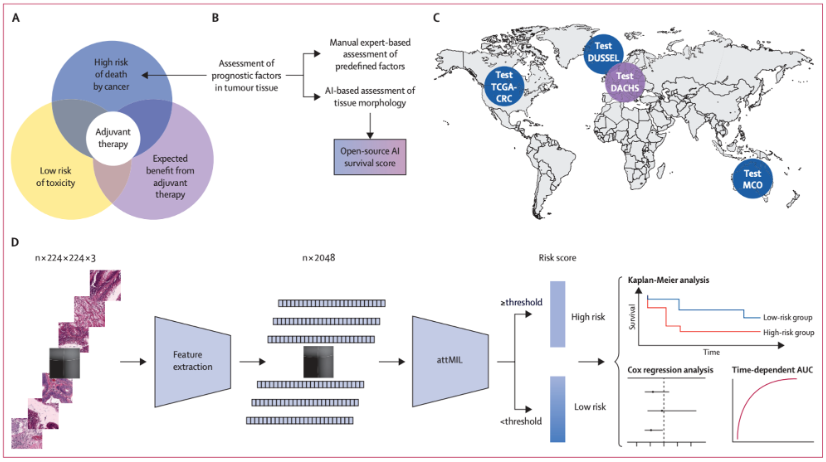 A
High risk
of death
by cancer
Adjuvant
therapy
Low risk
of toxicity
Expected
benefit from
adjuvant
therapy
B
Assessment of
prognostic factors
in tumour tissue
Manual expert-based
assessment of
predefined factors
AI-based assessment of
tissue morphology
Open-source AI
survival score
C
Test
TCGA-
CRC
Test
DUSSEL
Test
DACHS
Test
MCO
D
n×224×224×3
Feature
extraction
n×2048
attMIL
Risk score
≥threshold
High risk
<threshold
Low risk
Kaplan-Meier analysis
Survival
Low-risk group
High-risk group
Time
Cox regression analysis
Time-dependent AUC